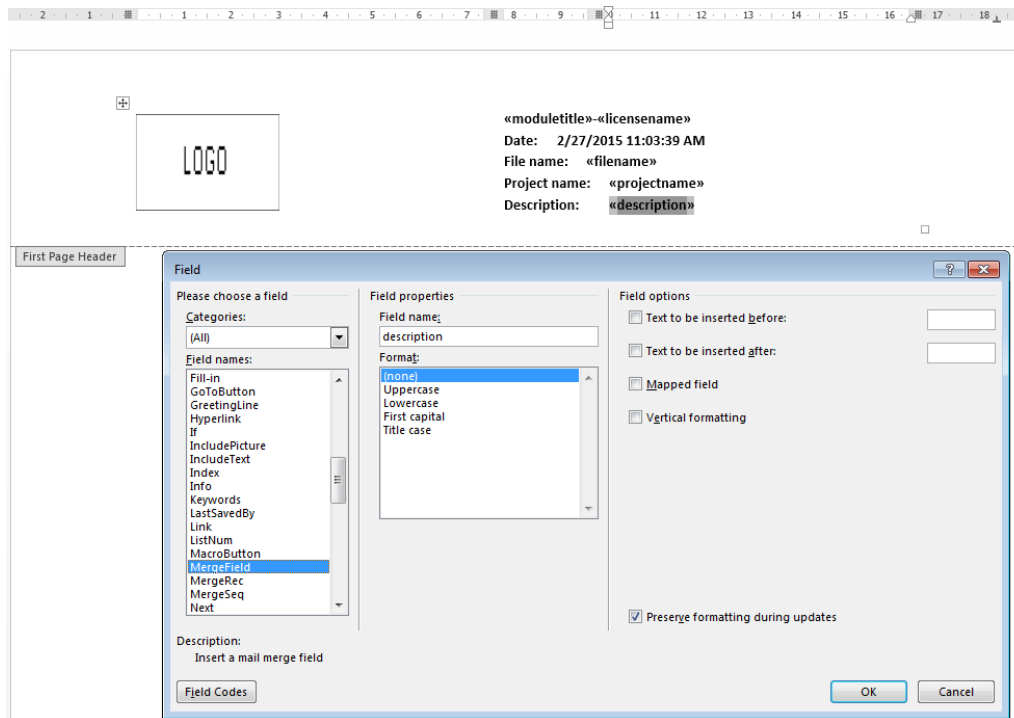 2 1 1 2 3 4 5 6 7 8 9 11 12 13 14 15 16 17 18
LOGO
«moduletitle»-«licensename»
Date: 2/27/2015 11:03:39 AM
File name: «filename»
Project name: «projectname»
Description: «description»
First Page Header
Field
?
Please choose a field
Categories:
(All)
Field names:
Fill-in
GoToButton
GreetingLine
Hyperlink
If
IncludePicture
IncludeText
Index
Info
Keywords
LastSavedBy
Link
ListNum
MacroButton
MergeField
MergeRec
MergeSeq
Next
Field properties
Field name:
description
Format:
(none)
Uppercase
Lowercase
First capital
Title case
Field options
Text to be inserted before:
Text to be inserted after:
Mapped field
Vertical formatting
Preserve formatting during updates
Description:
Insert a mail merge field
Field Codes
OK
Cancel